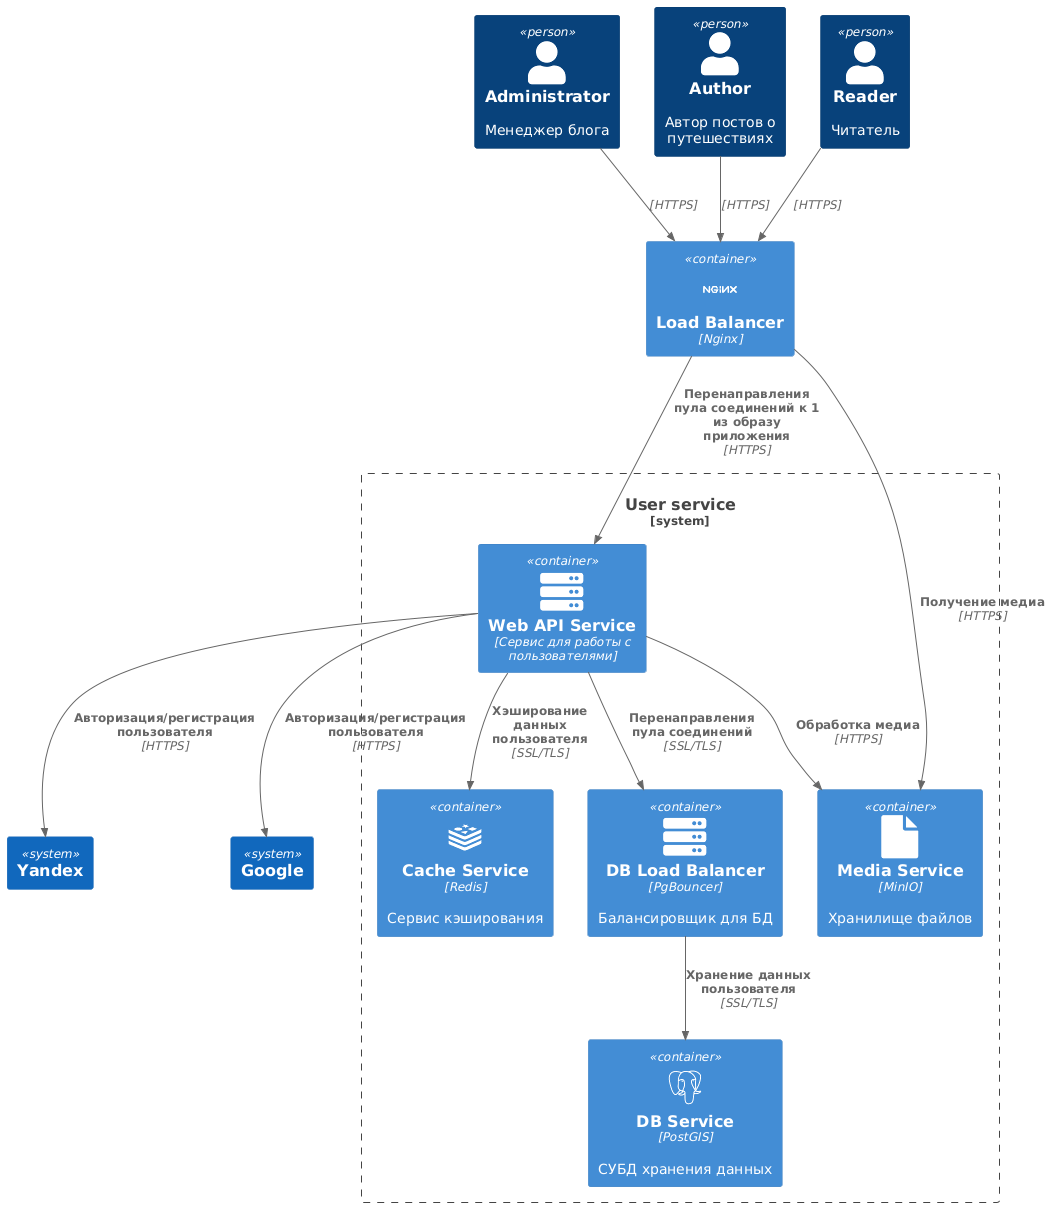 «person»
Administrator
Менеджер блога
«person»
Author
Автор постов о
путешествиях
«person»
Reader
Читатель
[HTTPS]
[HTTPS]
[HTTPS]
«container»
NGINX
Load Balancer
[Nginx]
Перенаправления
пула соединений к 1
из образу
приложения
[HTTPS]
User service
[system]
«container»
Web API Service
[Сервис для работы с
пользователями]
Получение медиа
[HTTPS]
Авторизация/регистрация
пользователя
[HTTPS]
Авторизация/регистрация
пользователя
[HTTPS]
Хэширование
данных
пользователя
[SSL/TLS]
Перенаправления
пула соединений
[SSL/TLS]
Обработка медиа
[HTTPS]
«system»
Yandex
«system»
Google
«container»
Cache Service
[Redis]
Сервис кэширования
«container»
DB Load Balancer
[PgBouncer]
Балансировщик для БД
«container»
Media Service
[MinIO]
Хранилище файлов
Хранение данных
пользователя
[SSL/TLS]
«container»
DB Service
[PostGIS]
СУБД хранения данных